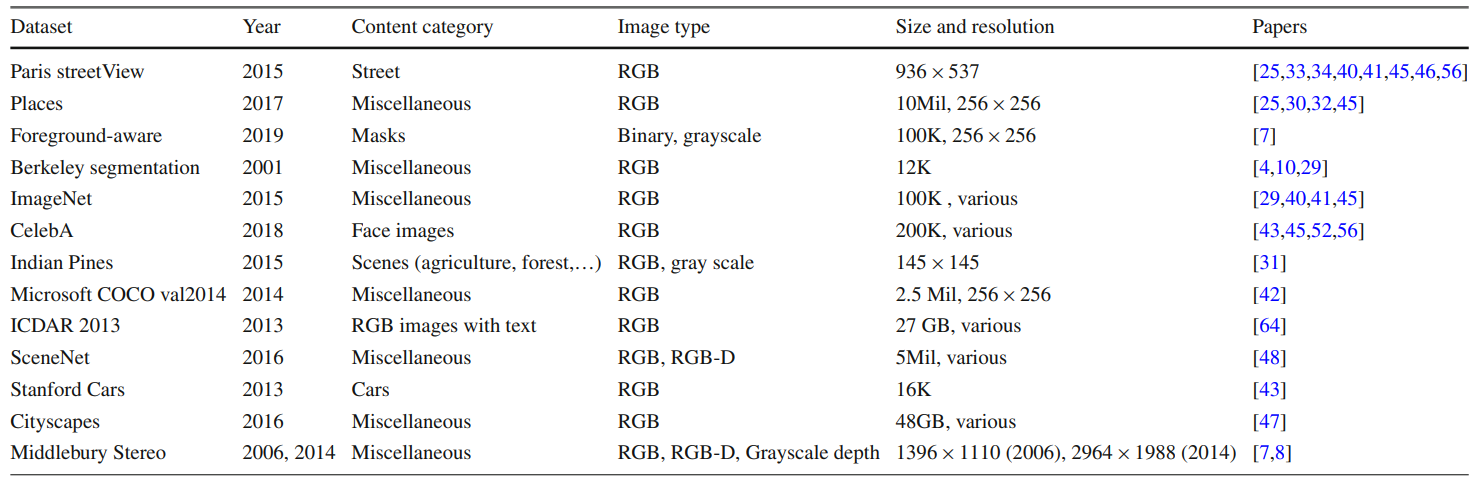 Dataset Year Content category Image type Size and resolution Papers
Paris streetView 2015 Street RGB 936 × 537 [25,33,34,40,41,45,46,56]
Places 2017 Miscellaneous RGB 10Mil, 256 × 256 [25,30,32,45]
Foreground-aware 2019 Masks Binary, grayscale 100K, 256 × 256 [7]
Berkeley segmentation 2001 Miscellaneous RGB 12K [4,10,29]
ImageNet 2015 Miscellaneous RGB 100K , various [29,40,41,45]
CelebA 2018 Face images RGB 200K, various [43,45,52,56]
Indian Pines 2015 Scenes (agriculture, forest,…) RGB, gray scale 145 × 145 [31]
Microsoft COCO val2014 2014 Miscellaneous RGB 2.5 Mil, 256 × 256 [42]
ICDAR 2013 2013 RGB images with text RGB 27 GB, various [64]
SceneNet 2016 Miscellaneous RGB, RGB-D 5Mil, various [48]
Stanford Cars 2013 Cars RGB 16K [43]
Cityscapes 2016 Miscellaneous RGB 48GB, various [47]
Middlebury Stereo 2006, 2014 Miscellaneous RGB, RGB-D, Grayscale depth 1396 × 1110 (2006), 2964 × 1988 (2014) [7,8]